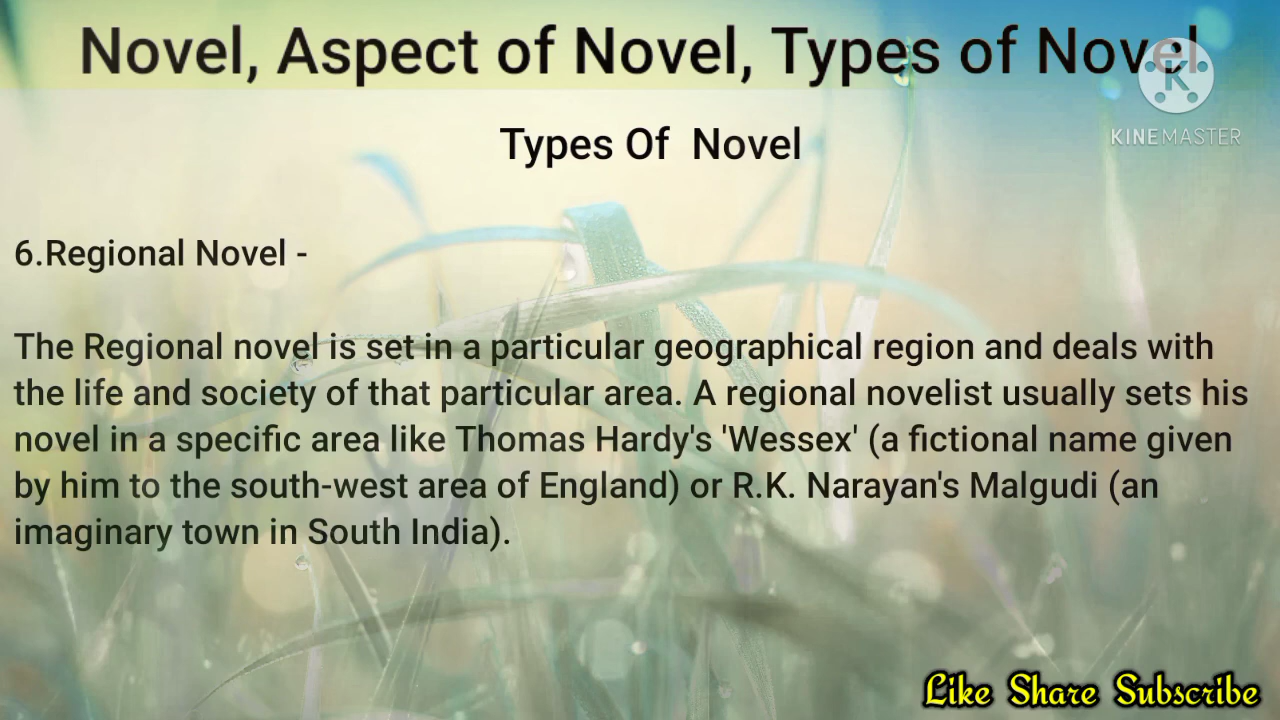 Novel, Aspect of Novel, Types of Novel
K
KINEMASTER
Types Of  Novel
6.Regional Novel -
The Regional novel is set in a particular geographical region and deals with
the life and society of that particular area. A regional novelist usually sets his
novel in a specific area like Thomas Hardy's 'Wessex' (a fictional name given
by him to the south-west area of England) or R.K. Narayan's Malgudi (an
imaginary town in South India).
Like Share Subscribe